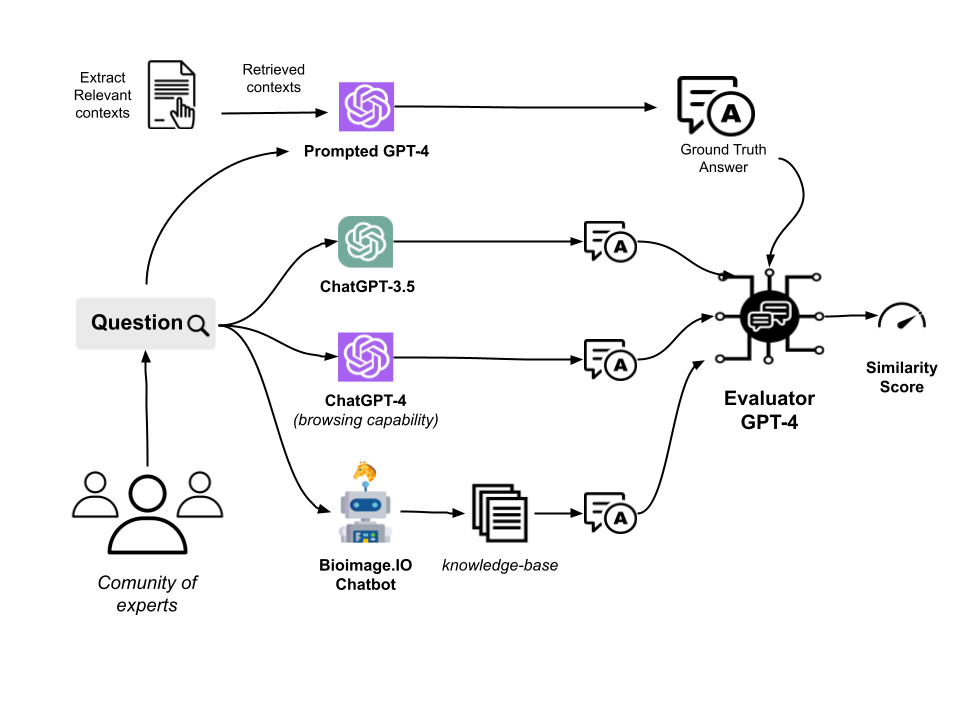 Extract
Relevant
contexts
Retrieved
contexts
Prompted GPT-4
A
Ground Truth
Answer
ChatGPT-3.5
A
Question
ChatGPT-4
(browsing capability)
A
Evaluator
GPT-4
Similarity
Score
Bioimage.IO
Chatbot
knowledge-base
A
Comunity of
experts